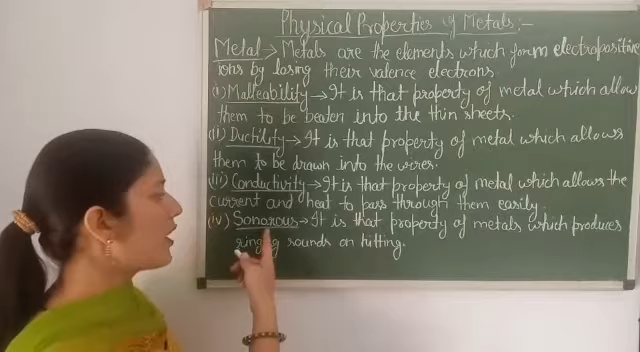 Physical Properties of Metals:-
Metal → Metals are the elements which form electropositive
ions by losing their valence electrons.
(i) Malleability → It is that property of metal which allow
them to be beaten into the thin sheets.
(ii) Ductility → It is that property of metal which allows
them to be drawn into the wires.
(iii) Conductivity → It is that property of metal which allows the
current and heat to pass through them easily.
(iv) Sonorous → It is that property of metals which produces
ringing sounds on hitting.